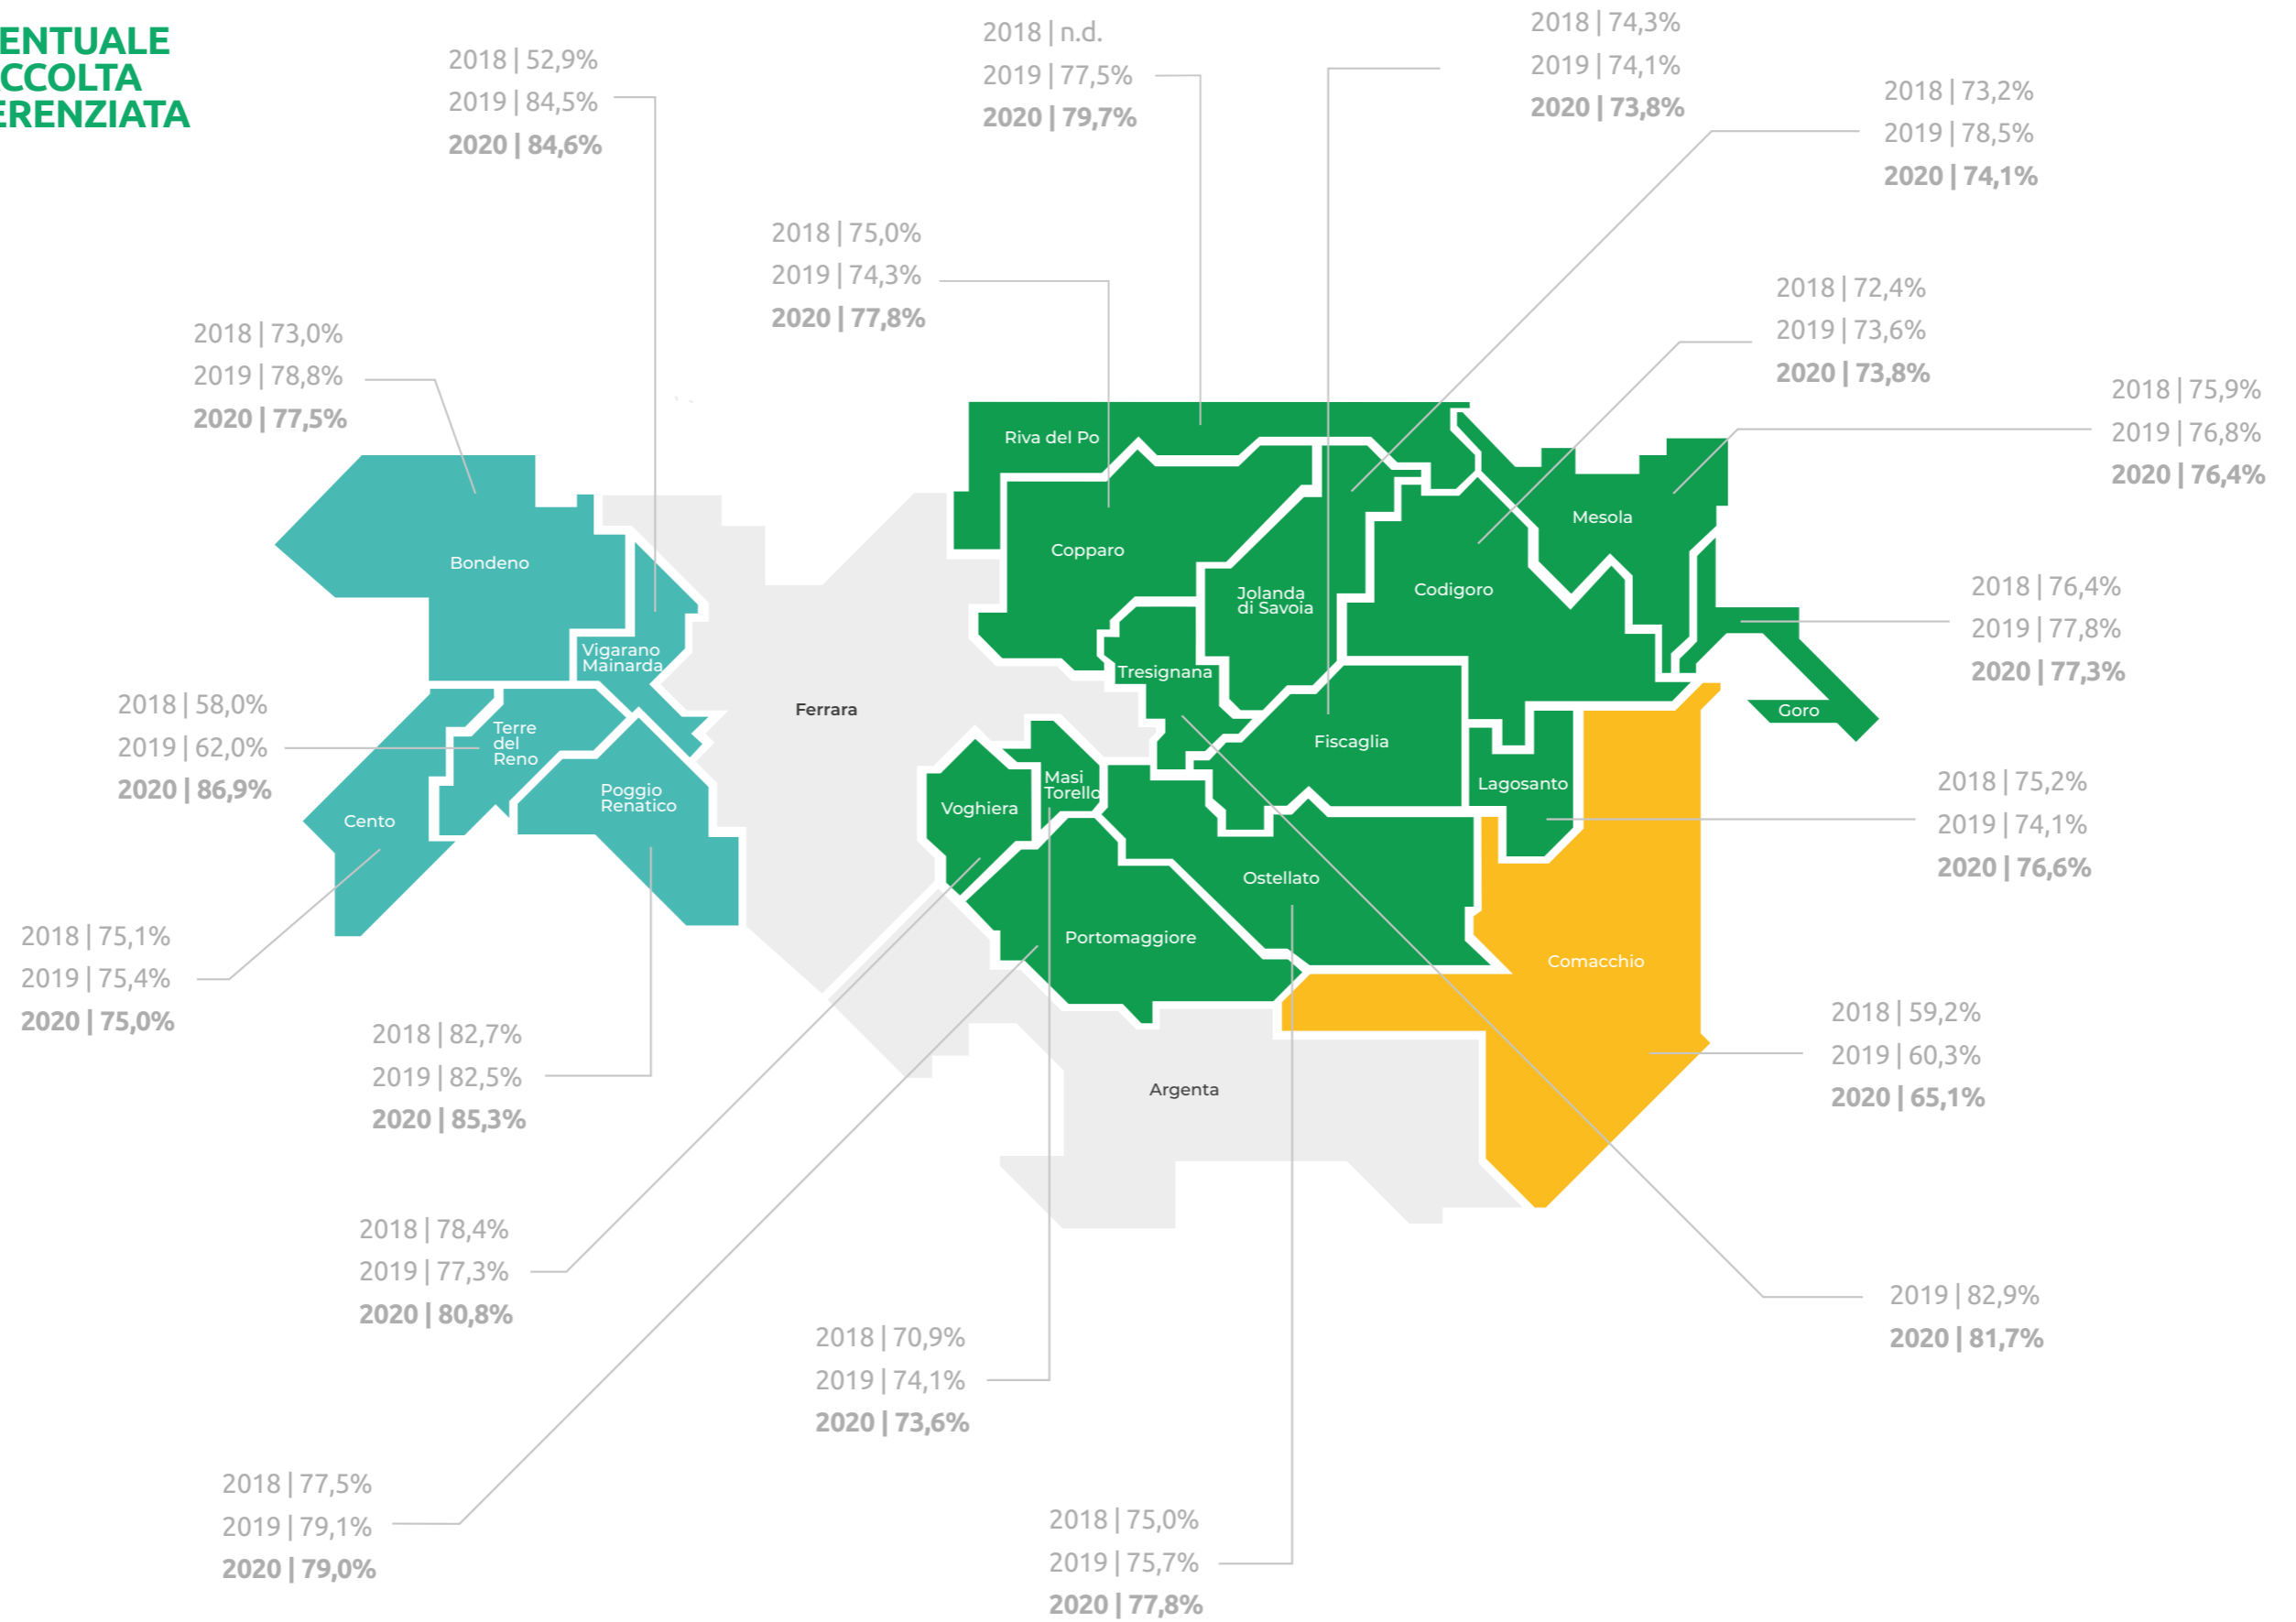 ENTUALE
CCOLTA
ERENZIATA
2018 | 52,9%
2019 | 84,5%
2020 | 84,6%
2018 | n.d.
2019 | 77,5%
2020 | 79,7%
2018 | 74,3%
2019 | 74,1%
2020 | 73,8%
2018 | 73,2%
2019 | 78,5%
2020 | 74,1%
2018 | 75,0%
2019 | 74,3%
2020 | 77,8%
2018 | 72,4%
2019 | 73,6%
2020 | 73,8%
2018 | 73,0%
2019 | 78,8%
2020 | 77,5%
2018 | 75,9%
2019 | 76,8%
2020 | 76,4%
Riva del Po
Mesola
Copparo
Bondeno
Jolanda
di Savoia
Codigoro
2018 | 76,4%
2019 | 77,8%
2020 | 77,3%
Vigarano
Mainarda
Tresignana
Ferrara
Goro
2018 | 58,0%
2019 | 62,0%
2020 | 86,9%
Terre
del
Reno
Fiscaglia
Masi
Torello
Lagosanto
Poggio
Renatico
Voghiera
Cento
2018 | 75,2%
2019 | 74,1%
2020 | 76,6%
Ostellato
Portomaggiore
Comacchio
2018 | 75,1%
2019 | 75,4%
2020 | 75,0%
2018 | 82,7%
2019 | 82,5%
2020 | 85,3%
Argenta
2018 | 59,2%
2019 | 60,3%
2020 | 65,1%
2018 | 78,4%
2019 | 77,3%
2020 | 80,8%
2019 | 82,9%
2020 | 81,7%
2018 | 70,9%
2019 | 74,1%
2020 | 73,6%
2018 | 77,5%
2019 | 79,1%
2020 | 79,0%
2018 | 75,0%
2019 | 75,7%
2020 | 77,8%